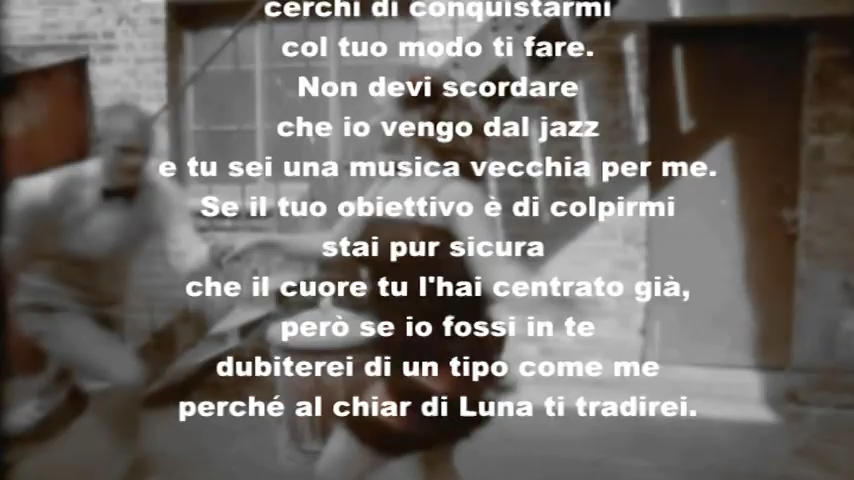 cerchi di conquistarmi
col tuo modo ti fare.
Non devi scordare
che io vengo dal jazz
e tu sei una musica vecchia per me.
Se il tuo obiettivo è di colpirmi
stai pur sicura
che il cuore tu l'hai centrato già,
però se io fossi in te
dubiterei di un tipo come me
perché al chiar di Luna ti tradirei.